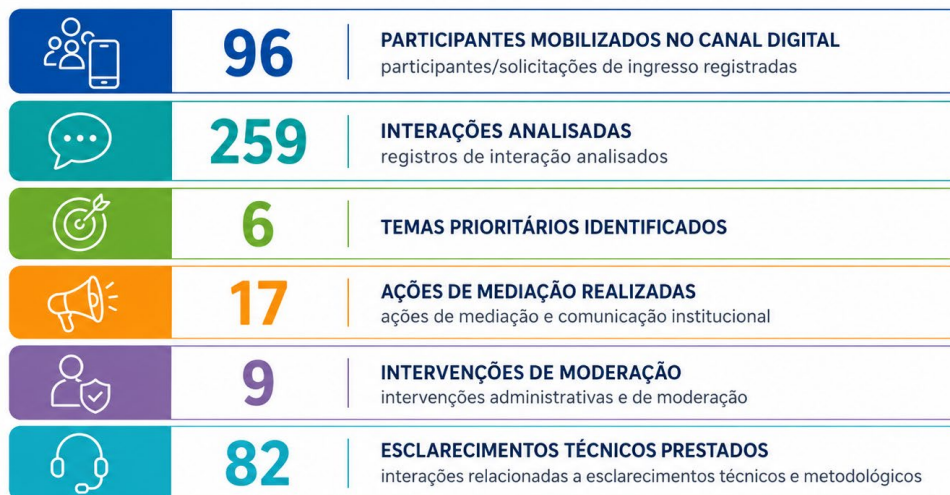 96
PARTICIPANTES MOBILIZADOS NO CANAL DIGITAL
participantes/solicitações de ingresso registradas
259
INTERAÇÕES ANALISADAS
registros de interação analisados
6
TEMAS PRIORITÁRIOS IDENTIFICADOS
17
AÇÕES DE MEDIAÇÃO REALIZADAS
ações de mediação e comunicação institucional
9
INTERVENÇÕES DE MODERAÇÃO
intervenções administrativas e de moderação
82
ESCLARECIMENTOS TÉCNICOS PRESTADOS
interações relacionadas a esclarecimentos técnicos e metodológicos